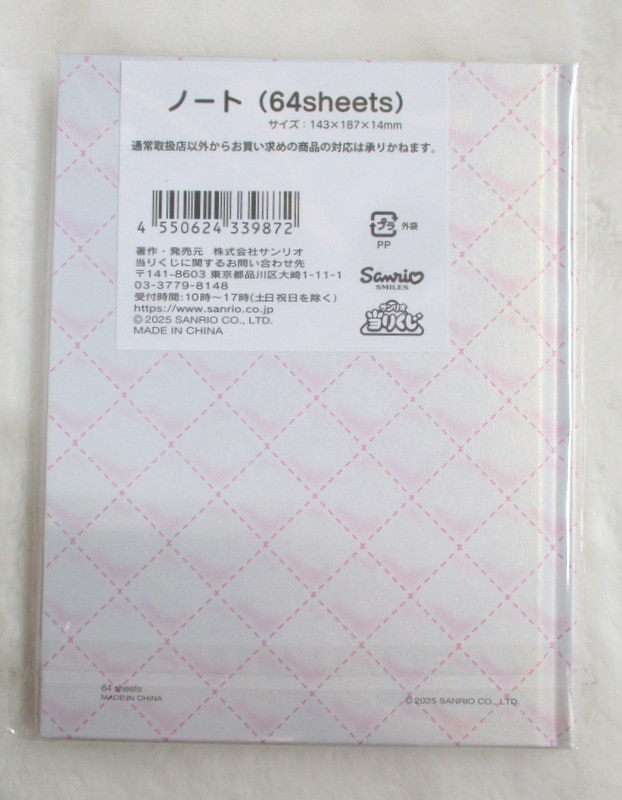 ノート（64sheets）
サイズ：143×187×14mm
通常取扱店以外からお買い求めの商品の対応は承りかねます。
4 550624 339872
プラ 外袋
PP
著作・発売元 株式会社サンリオ
当りくじに関するお問い合わせ先
〒141-8603 東京都品川区大崎1-11-1
03-3779-8148
受付時間：10時～17時(土日祝日を除く)
https://www.sanrio.co.jp
© 2025 SANRIO CO., LTD.
MADE IN CHINA
Sanrio
SMILES
サンリオ
当りくじ
64 sheets
MADE IN CHINA
© 2025 SANRIO CO., LTD.